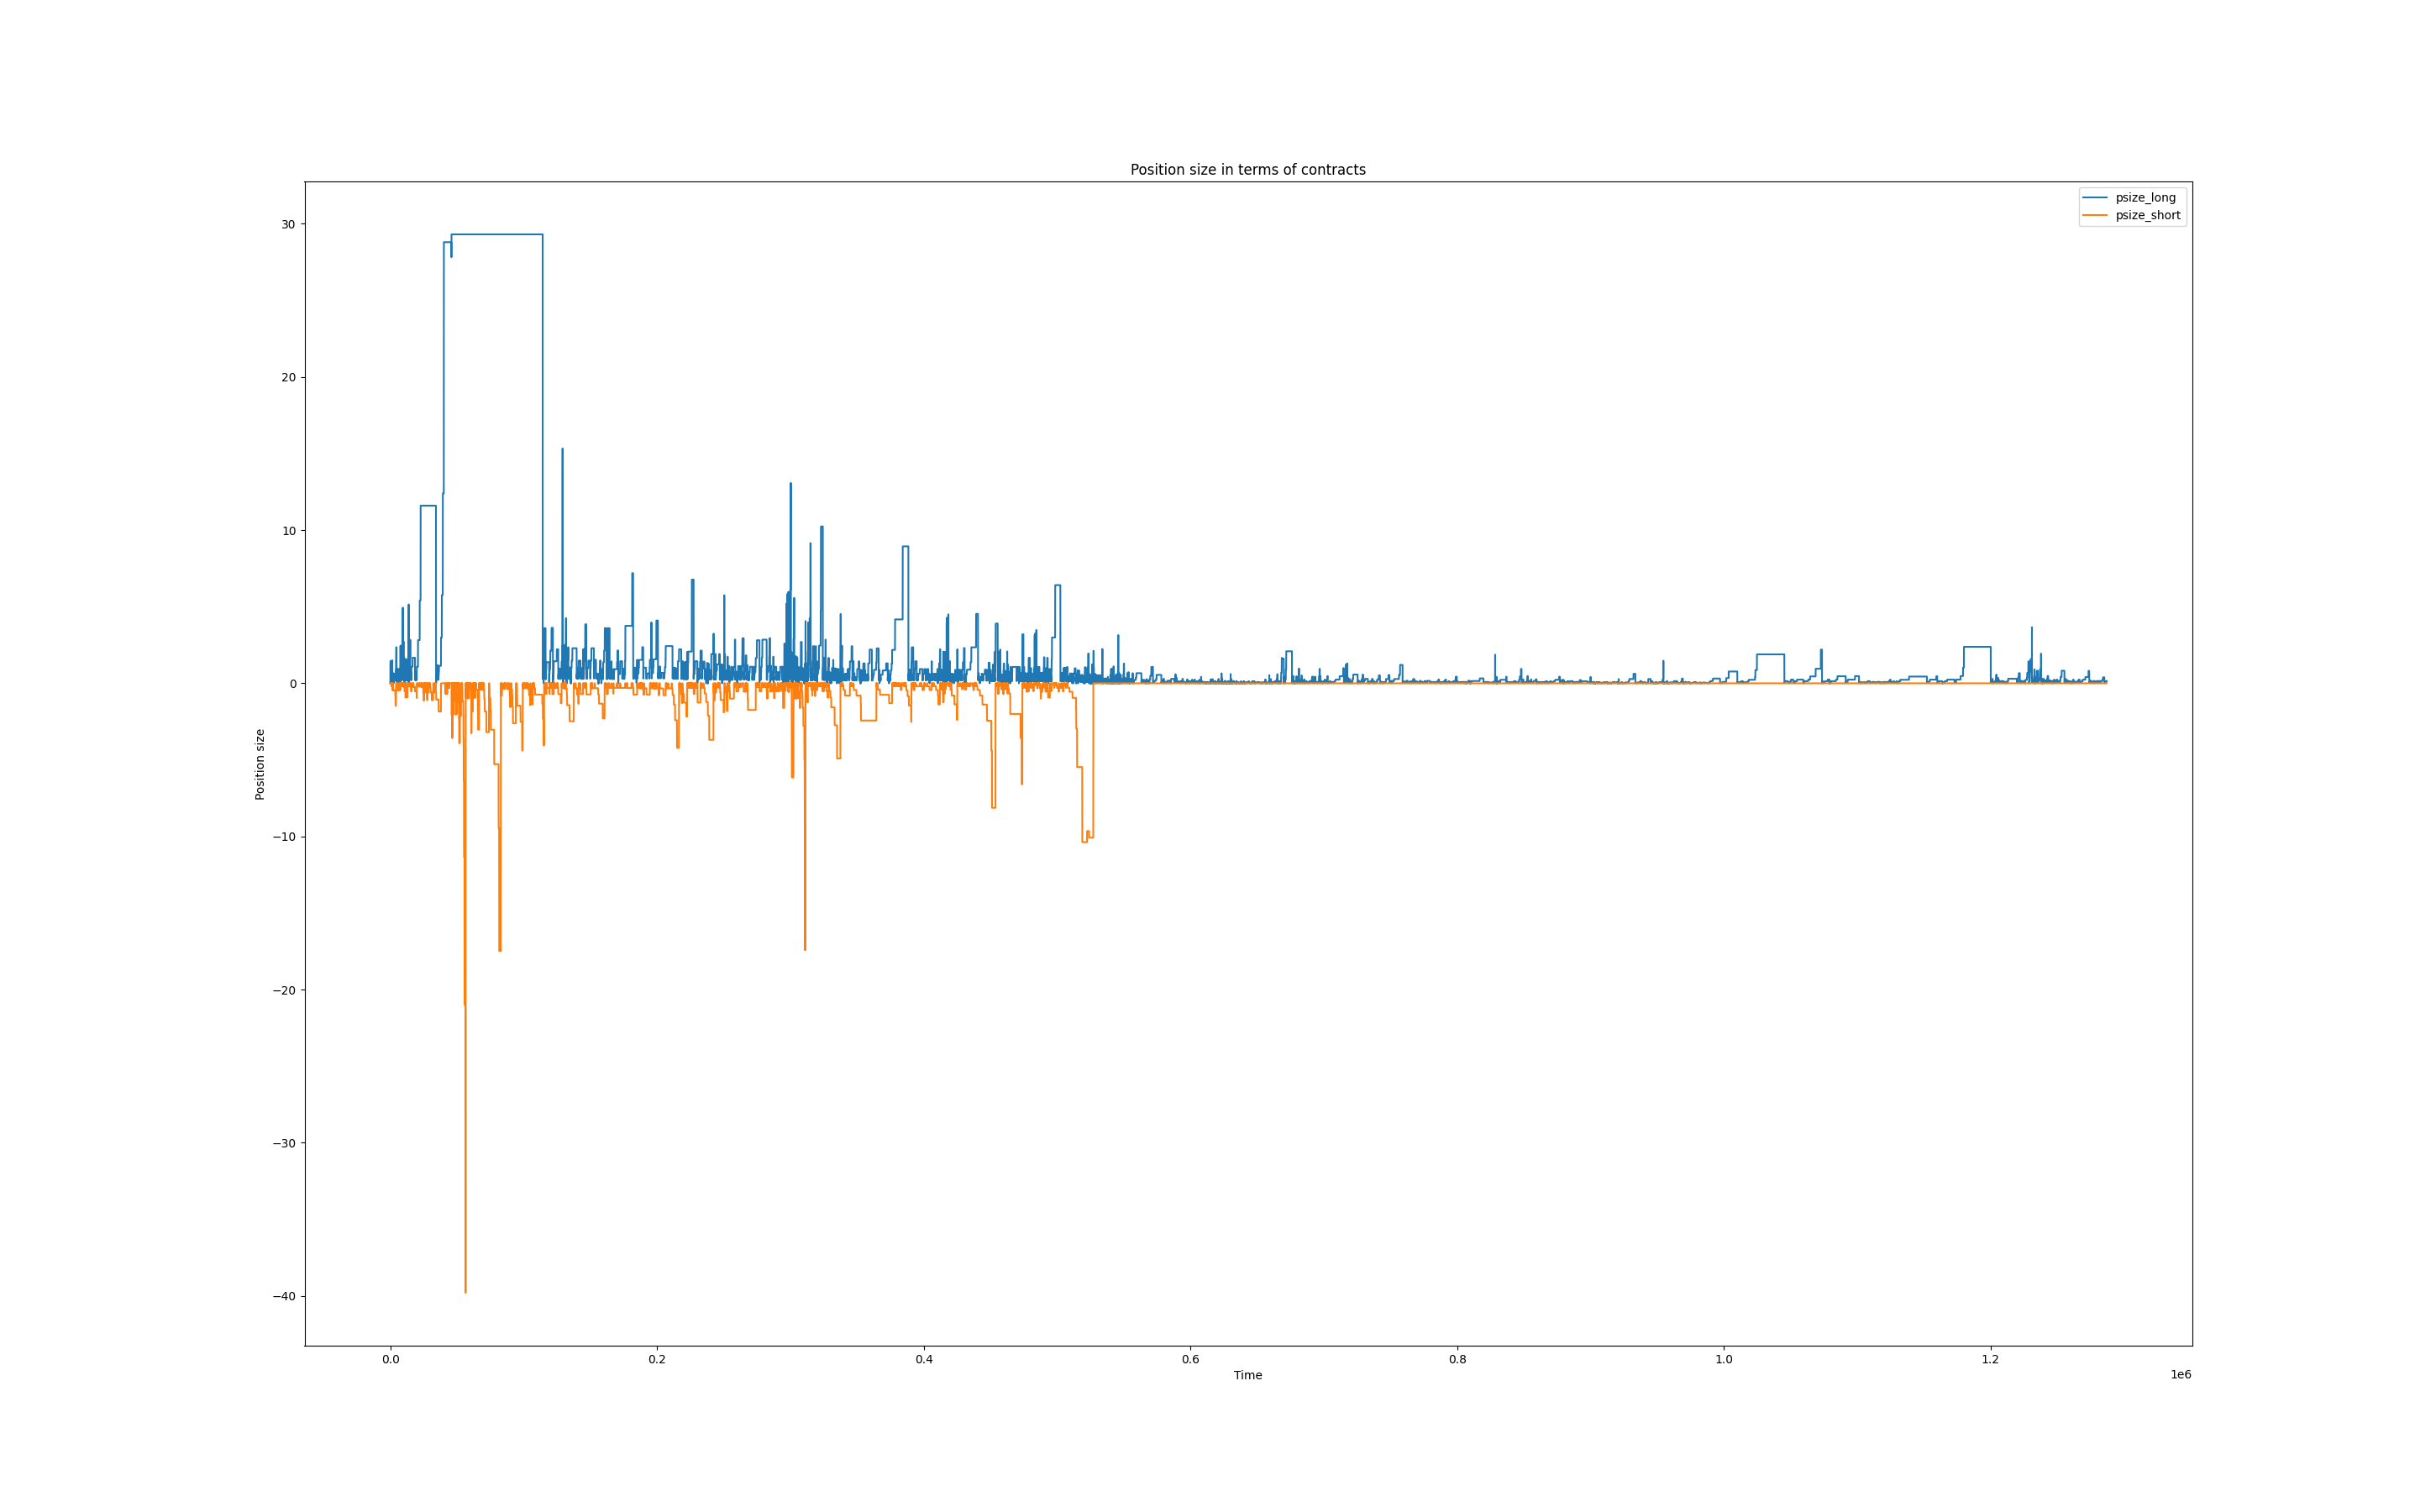 Position size in terms of contracts
psize_long
psize_short
30
20
10
0
−10
−20
−30
−40
Position size
0.0 0.2 0.4 0.6 0.8 1.0 1.2
1e6
Time